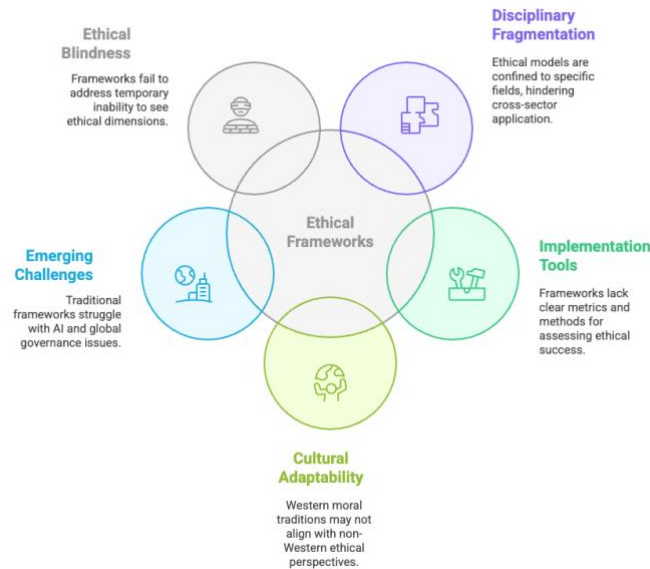 Ethical
Blindness
Frameworks fail to
address temporary
inability to see
ethical dimensions.
Disciplinary
Fragmentation
Ethical models are
confined to specific
fields, hindering
cross-sector
application.
Ethical
Frameworks
Emerging
Challenges
Traditional
frameworks struggle
with AI and global
governance issues.
Implementation
Tools
Frameworks lack
clear metrics and
methods for
assessing ethical
success.
Cultural
Adaptability
Western moral
traditions may not
align with non-
Western ethical
perspectives.